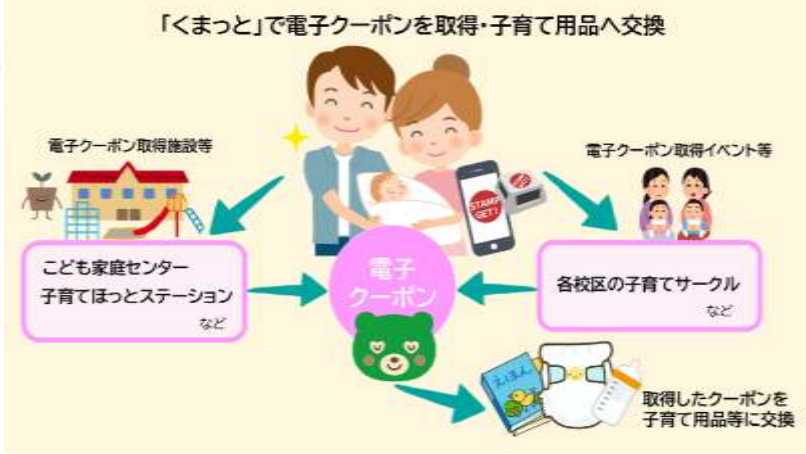 「くまっと」で電子クーポンを取得・子育て用品へ交換
電子クーポン取得施設等
電子クーポン取得イベント等
STAMP
GET!
こども家庭センター
子育てほっとステーション
など
電子
クーポン
各校区の子育てサークル
など
えほん
取得したクーポンを
子育て用品等に交換